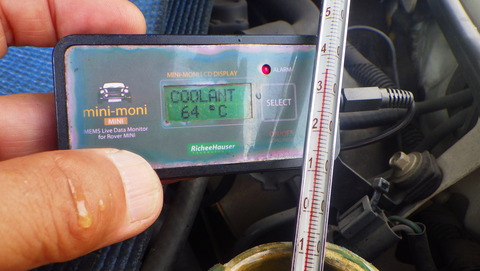 MINI-MONI LCD DISPLAY
ALARM
COOLANT
64 °C
SELECT
mini-moni
MINI
MEMS Live Data Monitor
for Rover MINI
RicheeHauser
5
4
3
2
1
0
1